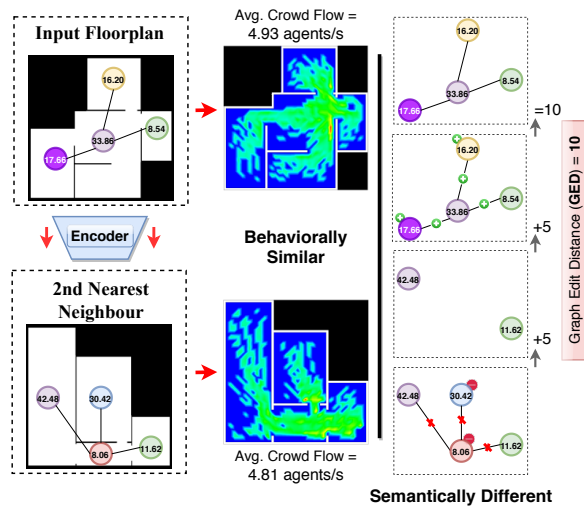 Input Floorplan
16.20
33.86
8.54
17.66
Encoder
2nd Nearest
Neighbour
42.48
30.42
8.06
11.62
Avg. Crowd Flow =
4.93 agents/s
Behaviorally
Similar
Avg. Crowd Flow =
4.81 agents/s
16.20
8.54
33.86
17.66
=10
16.20
8.54
33.86
17.66
+5
42.48
11.62
+5
42.48
30.42
11.62
8.06
Semantically Different
Graph Edit Distance (GED) = 10